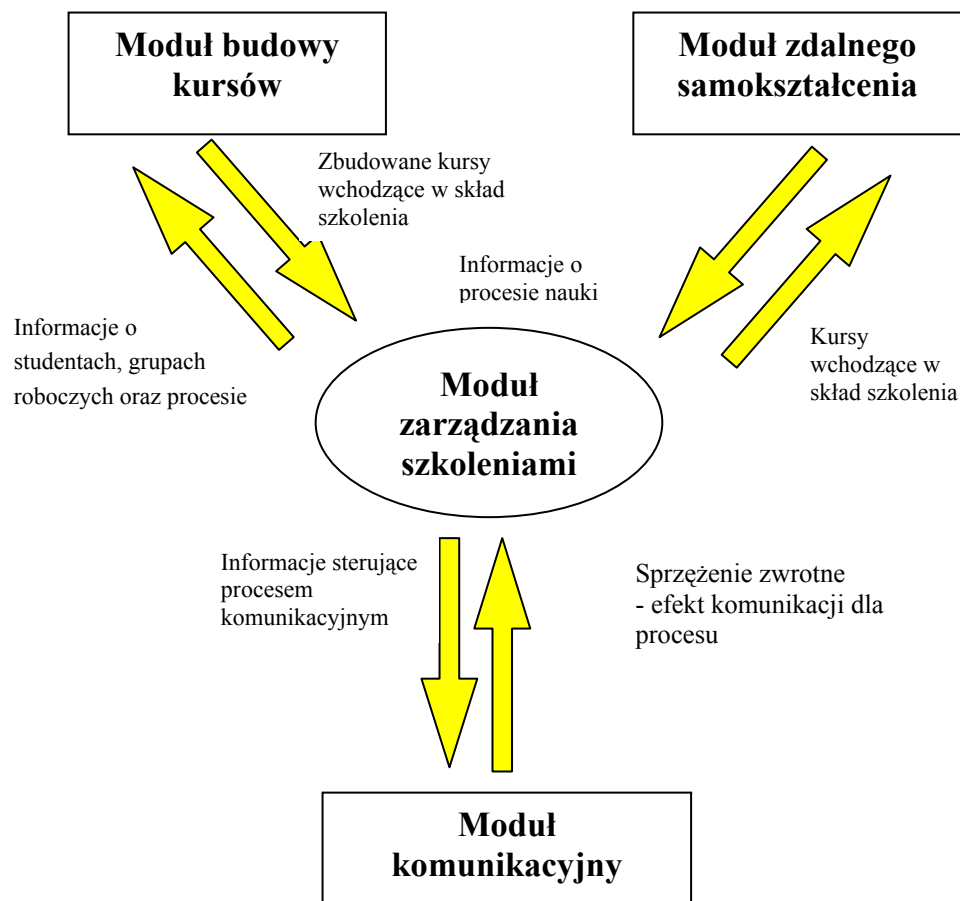 Moduł budowy
kursów
Moduł zdalnego
samokształcenia
Zbudowane kursy
wchodzące w skład
szkolenia
Informacje o
procesie nauki
Informacje o
studentach, grupach
roboczych oraz procesie
Kursy
wchodzące w
skład szkolenia
Moduł
zarządzania
szkoleniami
Informacje sterujące
procesem
komunikacyjnym
Sprzężenie zwrotne
- efekt komunikacji dla
procesu
Moduł
komunikacyjny